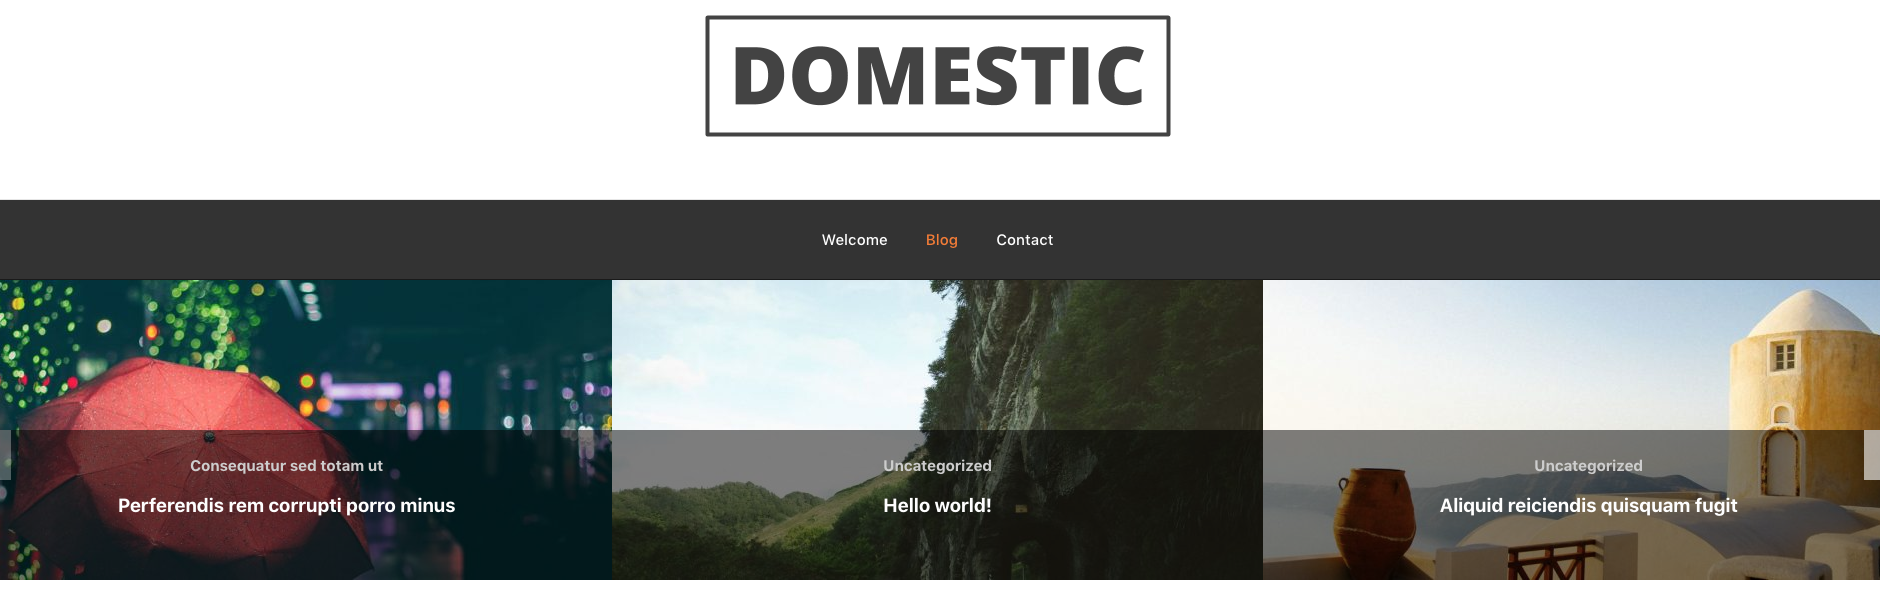 DOMESTIC
Welcome Blog Contact
Consequatur sed totam ut
Perferendis rem corrupti porro minus
Uncategorized
Hello world!
Uncategorized
Aliquid reiciendis quisquam fugit